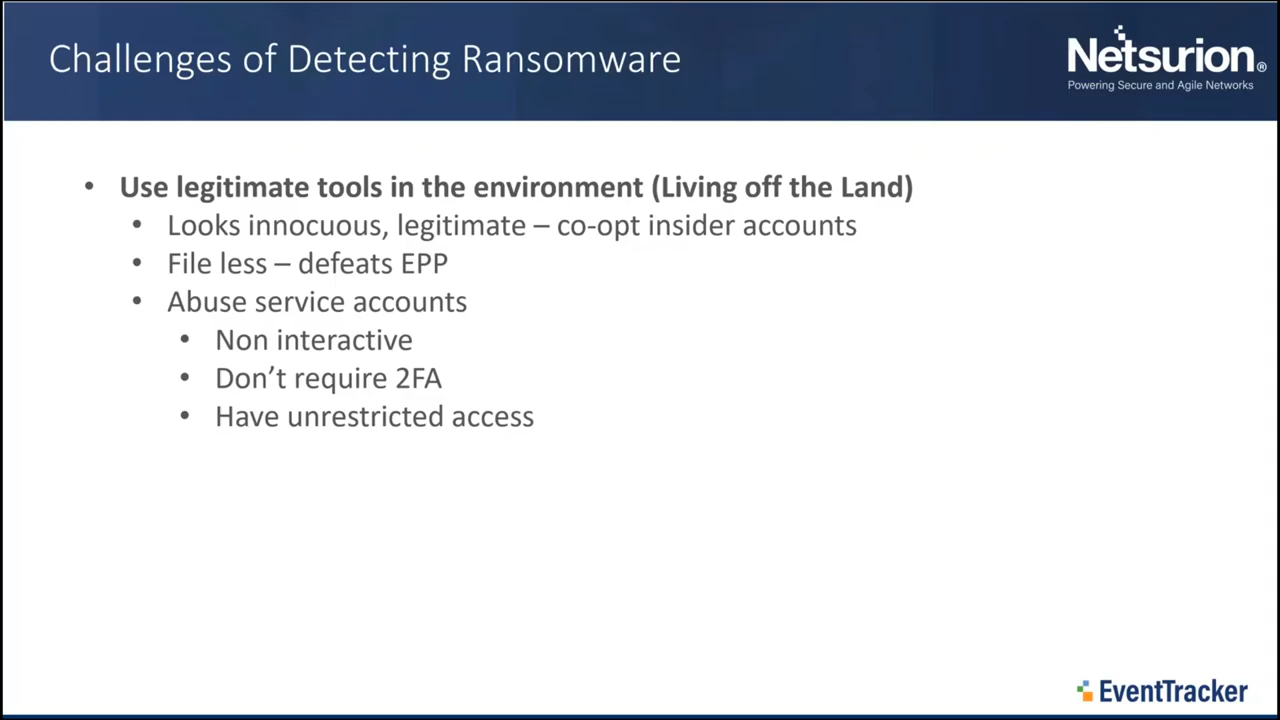 Challenges of Detecting Ransomware
Netsurion®
Powering Secure and Agile Networks
• Use legitimate tools in the environment (Living off the Land)
• Looks innocuous, legitimate – co-opt insider accounts
• File less – defeats EPP
• Abuse service accounts
• Non interactive
• Don’t require 2FA
• Have unrestricted access
EventTracker